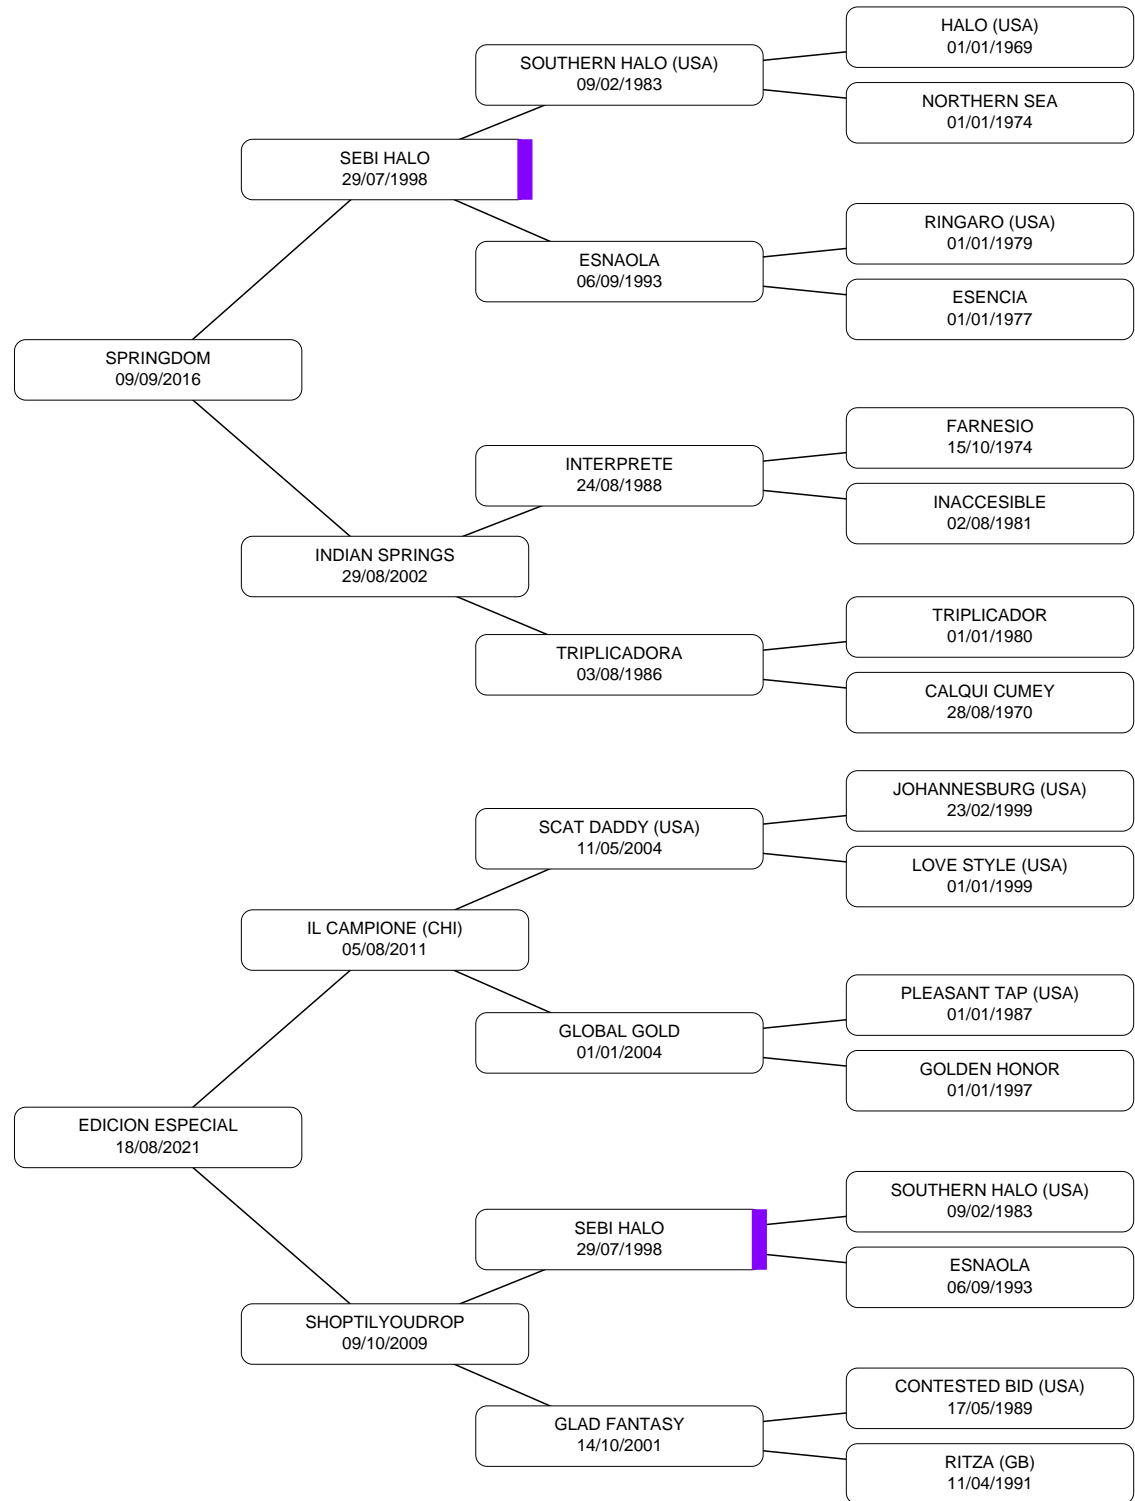 HALO (USA)
01/01/1969
SOUTHERN HALO (USA)
09/02/1983
NORTHERN SEA
01/01/1974
SEBI HALO
29/07/1998
RINGARO (USA)
01/01/1979
ESNAOLA
06/09/1993
ESENCIA
01/01/1977
SPRINGDOM
09/09/2016
FARNESIO
15/10/1974
INTERPRETE
24/08/1988
INACCESIBLE
02/08/1981
INDIAN SPRINGS
29/08/2002
TRIPLICADOR
01/01/1980
TRIPLICADORA
03/08/1986
CALQUI CUMEY
28/08/1970
JOHANNESBURG (USA)
23/02/1999
SCAT DADDY (USA)
11/05/2004
LOVE STYLE (USA)
01/01/1999
IL CAMPIONE (CHI)
05/08/2011
PLEASANT TAP (USA)
01/01/1987
GLOBAL GOLD
01/01/2004
GOLDEN HONOR
01/01/1997
EDICION ESPECIAL
18/08/2021
SOUTHERN HALO (USA)
09/02/1983
SEBI HALO
29/07/1998
ESNAOLA
06/09/1993
SHOPTILYOUDROP
09/10/2009
CONTESTED BID (USA)
17/05/1989
GLAD FANTASY
14/10/2001
RITZA (GB)
11/04/1991